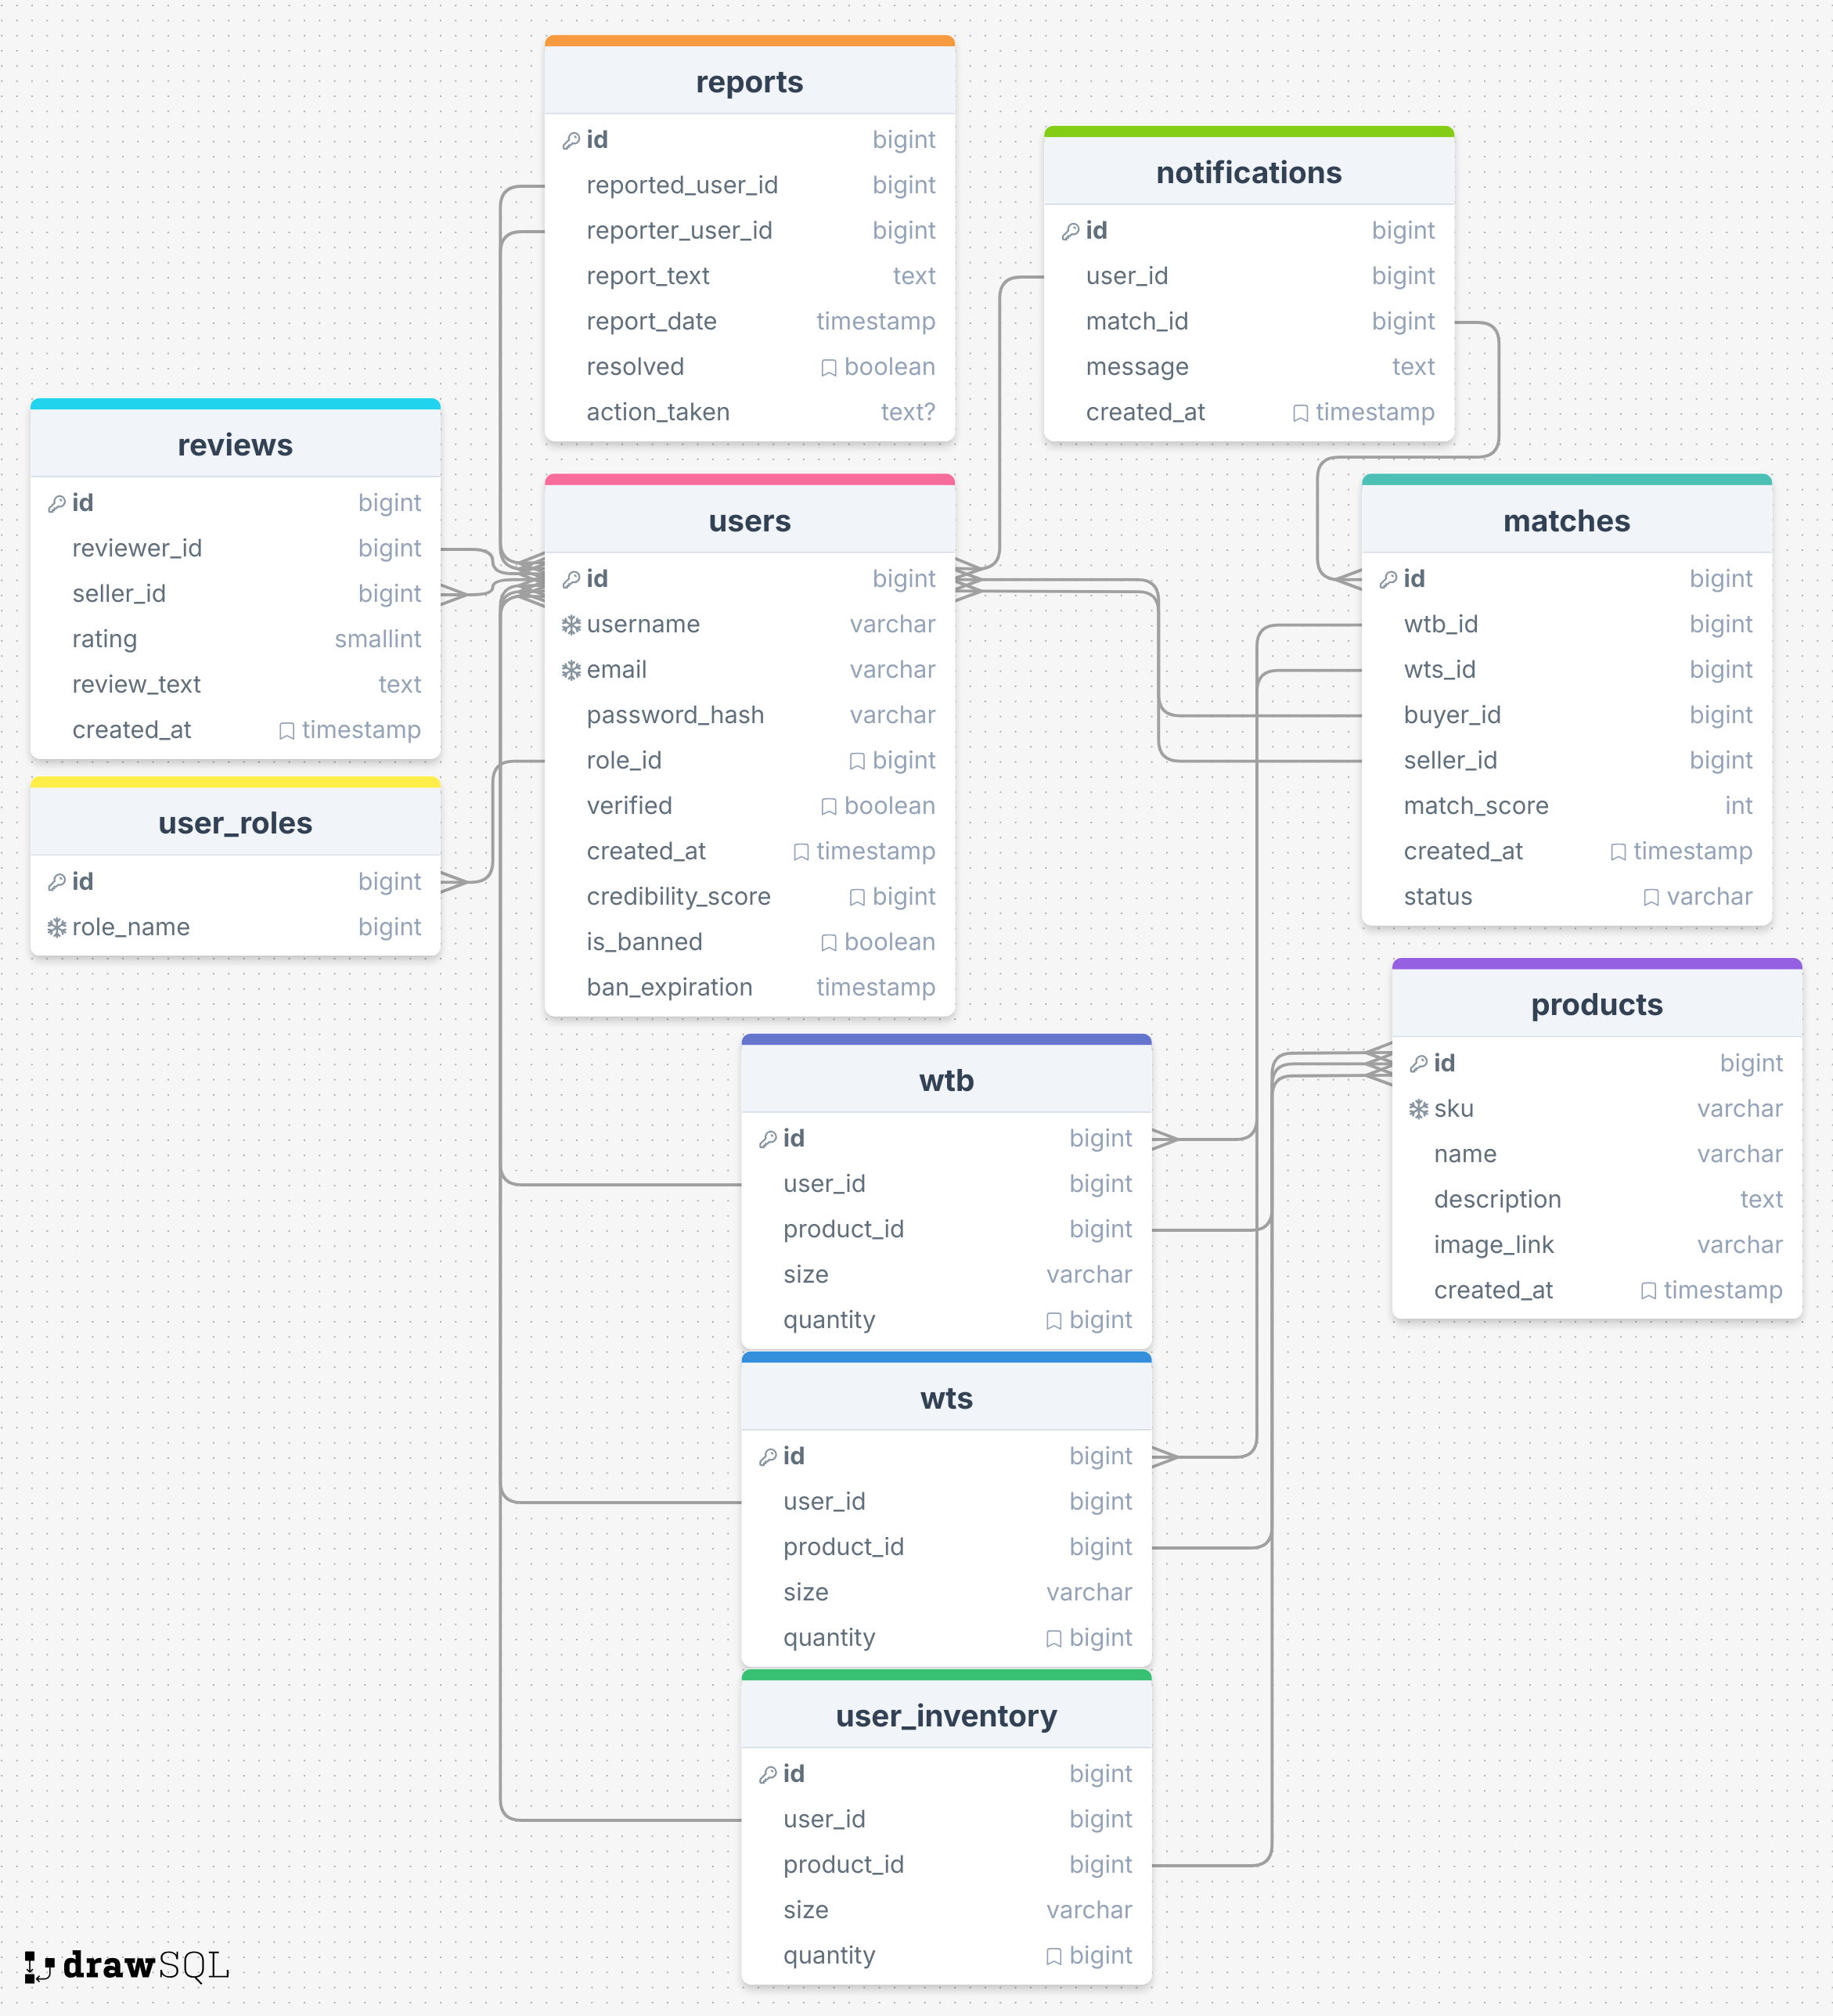 reports
id bigint
reported_user_id bigint
reporter_user_id bigint
report_text text
report_date timestamp
resolved boolean
action_taken text?
notifications
id bigint
user_id bigint
match_id bigint
message text
created_at timestamp
reviews
id bigint
reviewer_id bigint
seller_id bigint
rating smallint
review_text text
created_at timestamp
users
id bigint
username varchar
email varchar
password_hash varchar
role_id bigint
verified boolean
created_at timestamp
credibility_score bigint
is_banned boolean
ban_expiration timestamp
matches
id bigint
wtb_id bigint
wts_id bigint
buyer_id bigint
seller_id bigint
match_score int
created_at timestamp
status varchar
user_roles
id bigint
role_name bigint
products
id bigint
sku varchar
name varchar
description text
image_link varchar
created_at timestamp
wtb
id bigint
user_id bigint
product_id bigint
size varchar
quantity bigint
wts
id bigint
user_id bigint
product_id bigint
size varchar
quantity bigint
user_inventory
id bigint
user_id bigint
product_id bigint
size varchar
quantity bigint
drawSQL